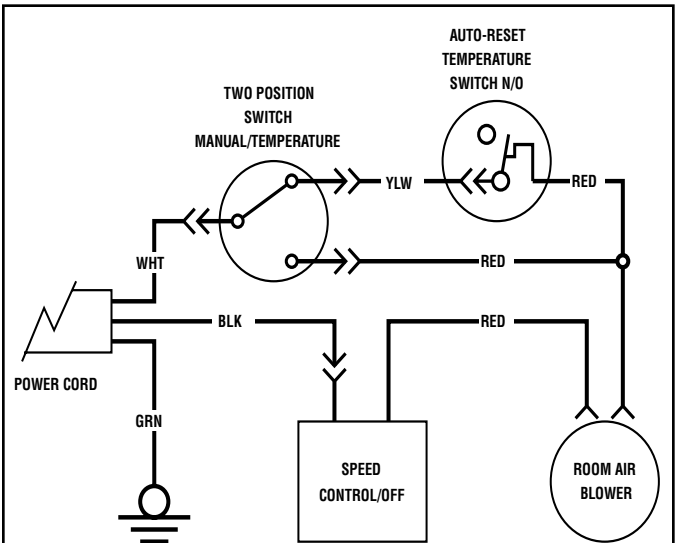 AUTO-RESET
TEMPERATURE
SWITCH N/O
TWO POSITION
SWITCH
MANUAL/TEMPERATURE
YLW
RED
WHT
RED
BLK
RED
POWER CORD
GRN
SPEED
CONTROL/OFF
ROOM AIR
BLOWER